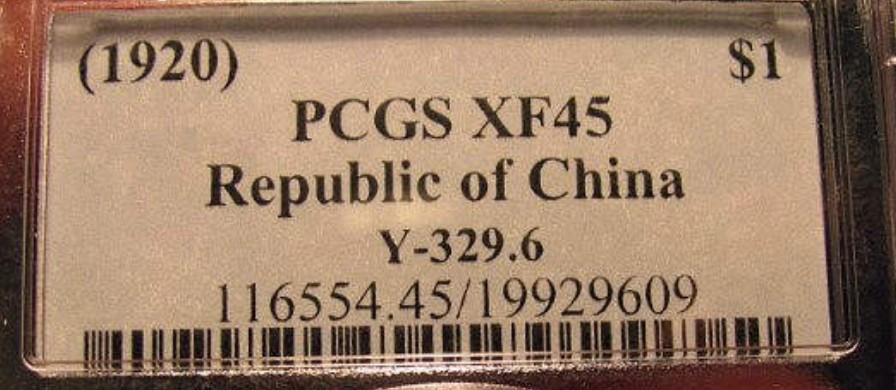 (1920) $1
PCGS XF45
Republic of China
Y-329.6
116554.45/19929609